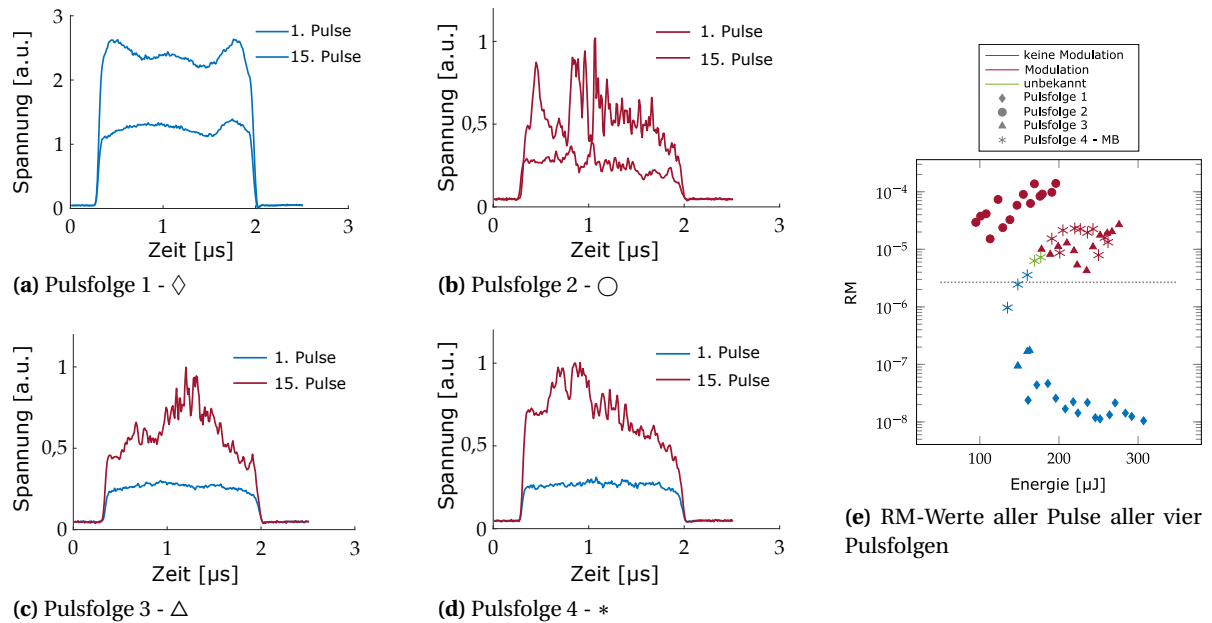 3
2
1
0
0
1
2
3
Spannung [a.u.]
Zeit [µs]
1. Pulse
15. Pulse
(a) Pulsfolge 1 - ◇
1
0,5
0
0
1
2
3
Spannung [a.u.]
Zeit [µs]
1. Pulse
15. Pulse
(b) Pulsfolge 2 - ○
1
0,5
0
0
1
2
3
Spannung [a.u.]
Zeit [µs]
1. Pulse
15. Pulse
(c) Pulsfolge 3 - △
1
0,5
0
0
1
2
3
Spannung [a.u.]
Zeit [µs]
1. Pulse
15. Pulse
(d) Pulsfolge 4 - *
keine Modulation
Modulation
unbekannt
Pulsfolge 1
Pulsfolge 2
Pulsfolge 3
Pulsfolge 4 - MB
10⁻⁴
10⁻⁵
10⁻⁶
10⁻⁷
10⁻⁸
RM
100
200
300
Energie [µJ]
(e) RM-Werte aller Pulse aller vier
Pulsfolgen